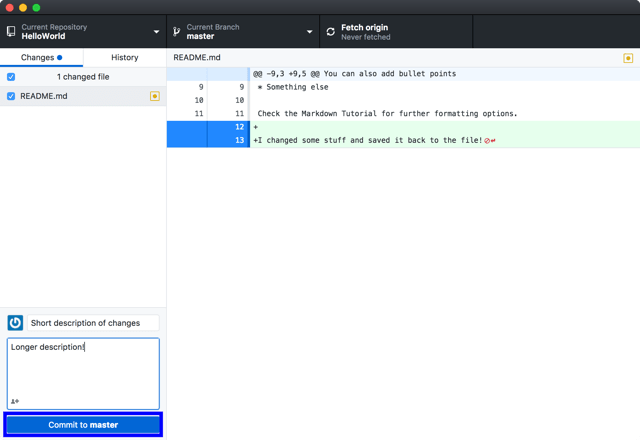 Current Repository
HelloWorld
Current Branch
master
Fetch origin
Never fetched
Changes
History
README.md
1 changed file
README.md
@@ -9,3 +9,5 @@ You can also add bullet points
9 9 * Something else
10 10
11 11 Check the Markdown Tutorial for further formatting options.
12 +
13 +I changed some stuff and saved it back to the file!
Short description of changes
Longer description!
Commit to master